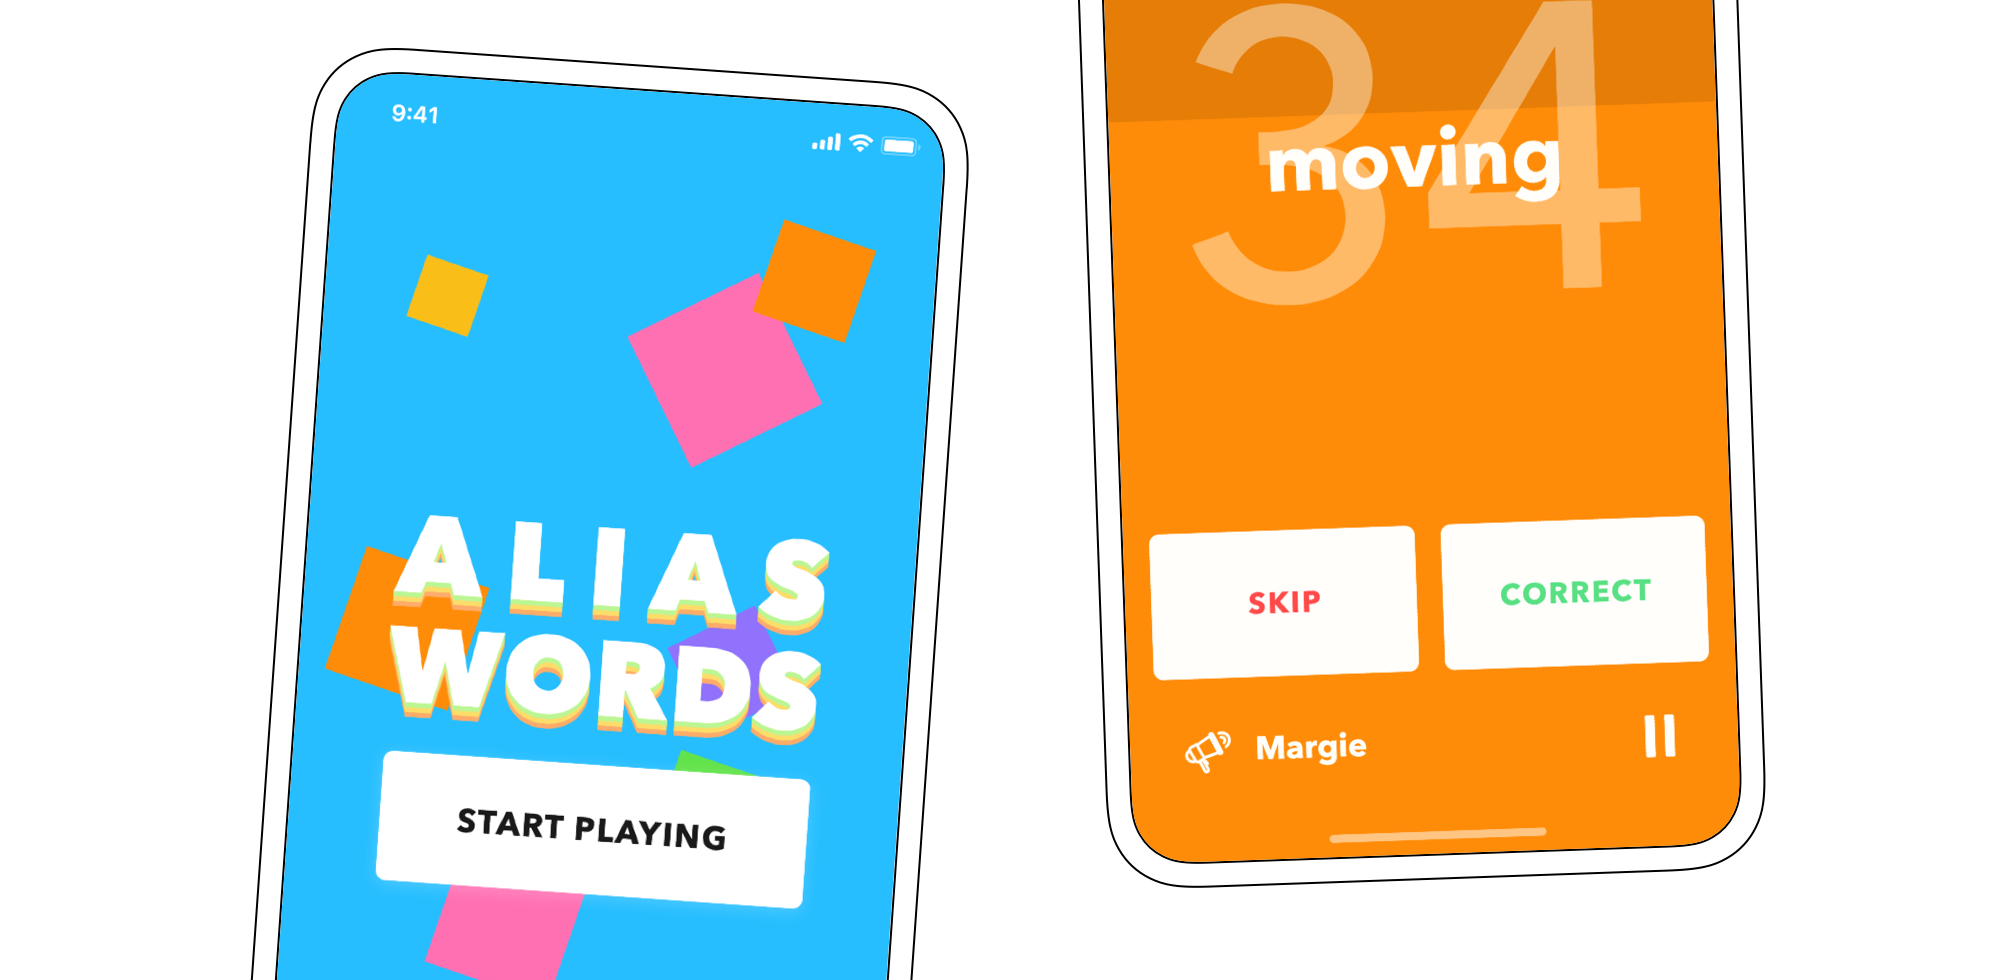 9:41
ALIAS
WORDS
START PLAYING
34
moving
SKIP
CORRECT
Margie